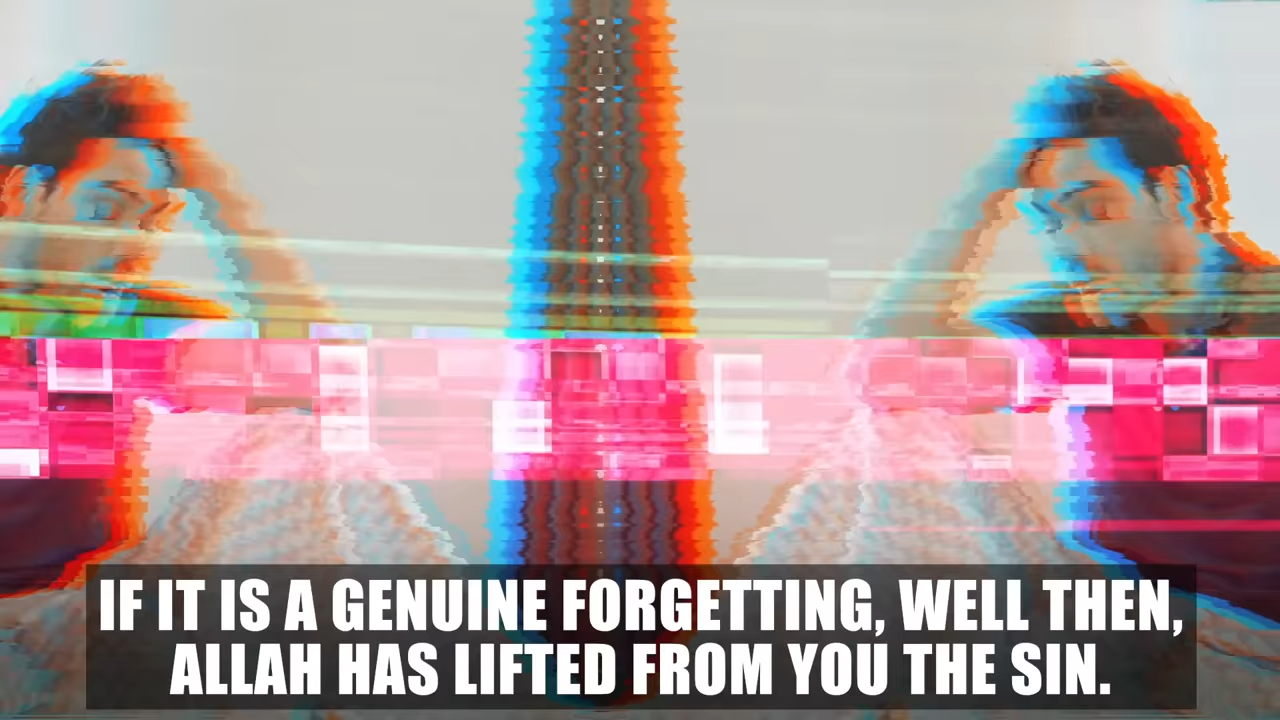 IF IT IS A GENUINE FORGETTING, WELL THEN,
ALLAH HAS LIFTED FROM YOU THE SIN.